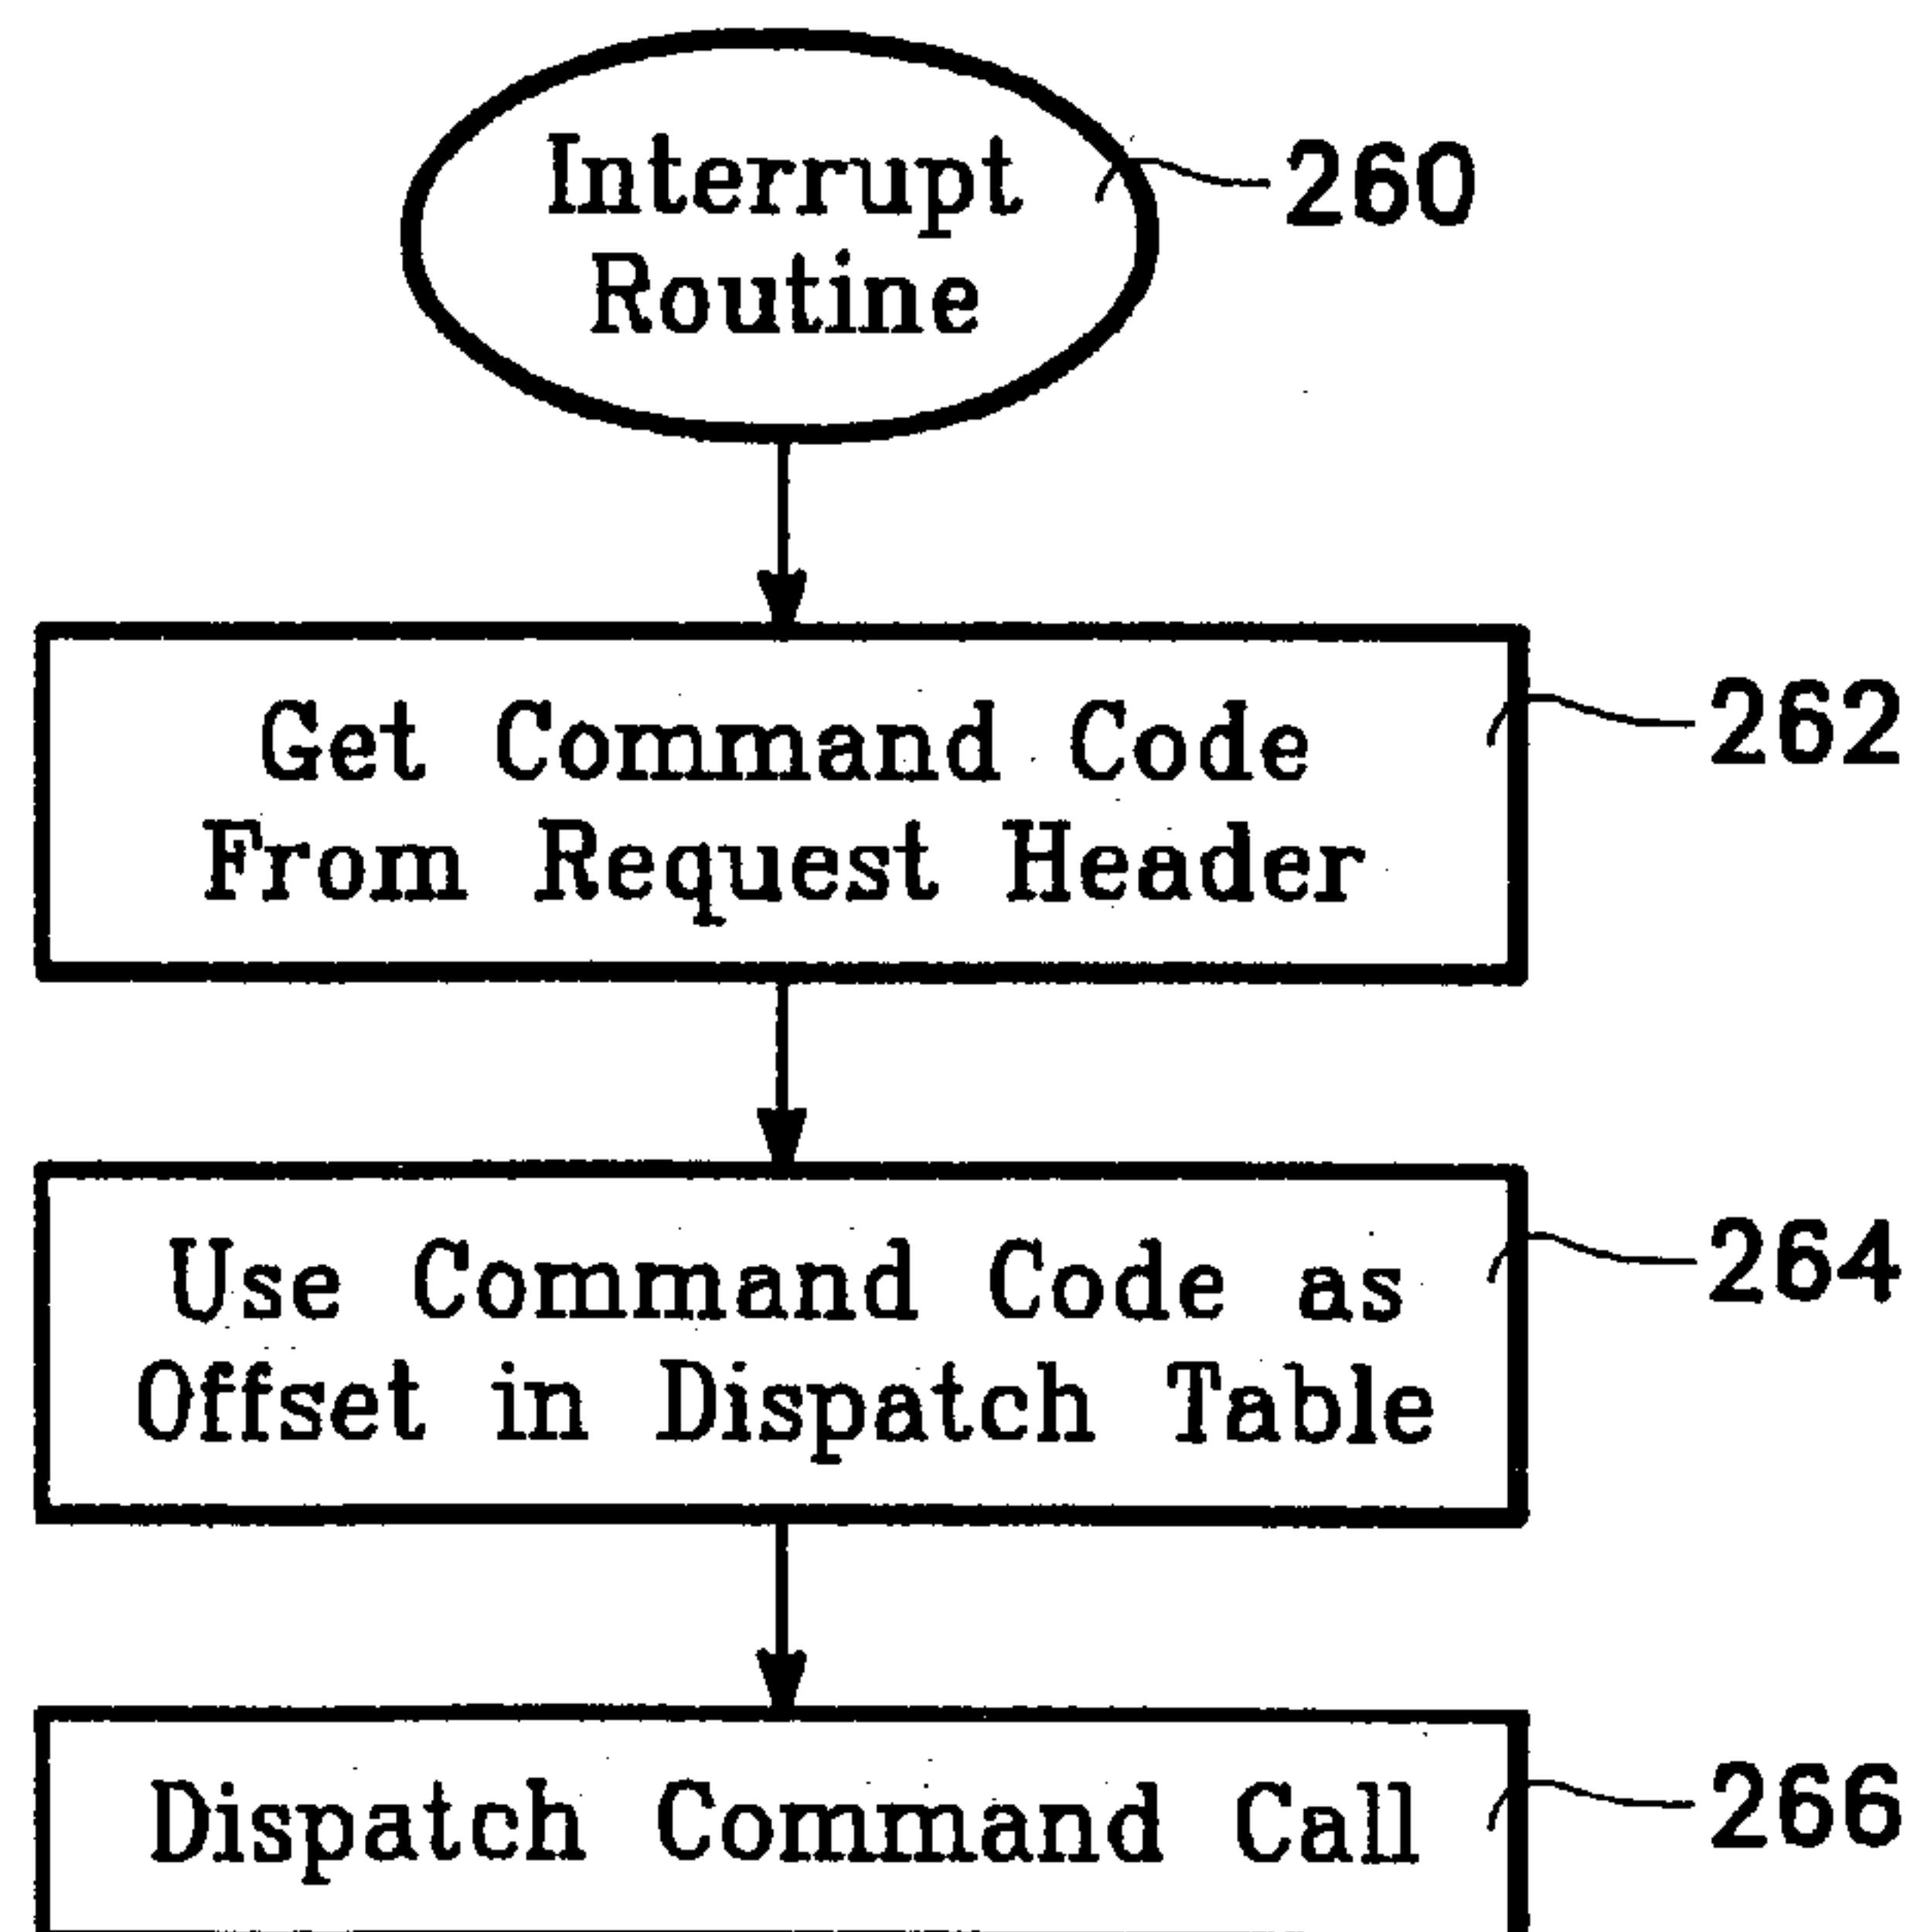 Interrupt
Routine
260
Get Command Code
From Request Header
262
Use Command Code as
Offset in Dispatch Table
264
Dispatch Command Call
266